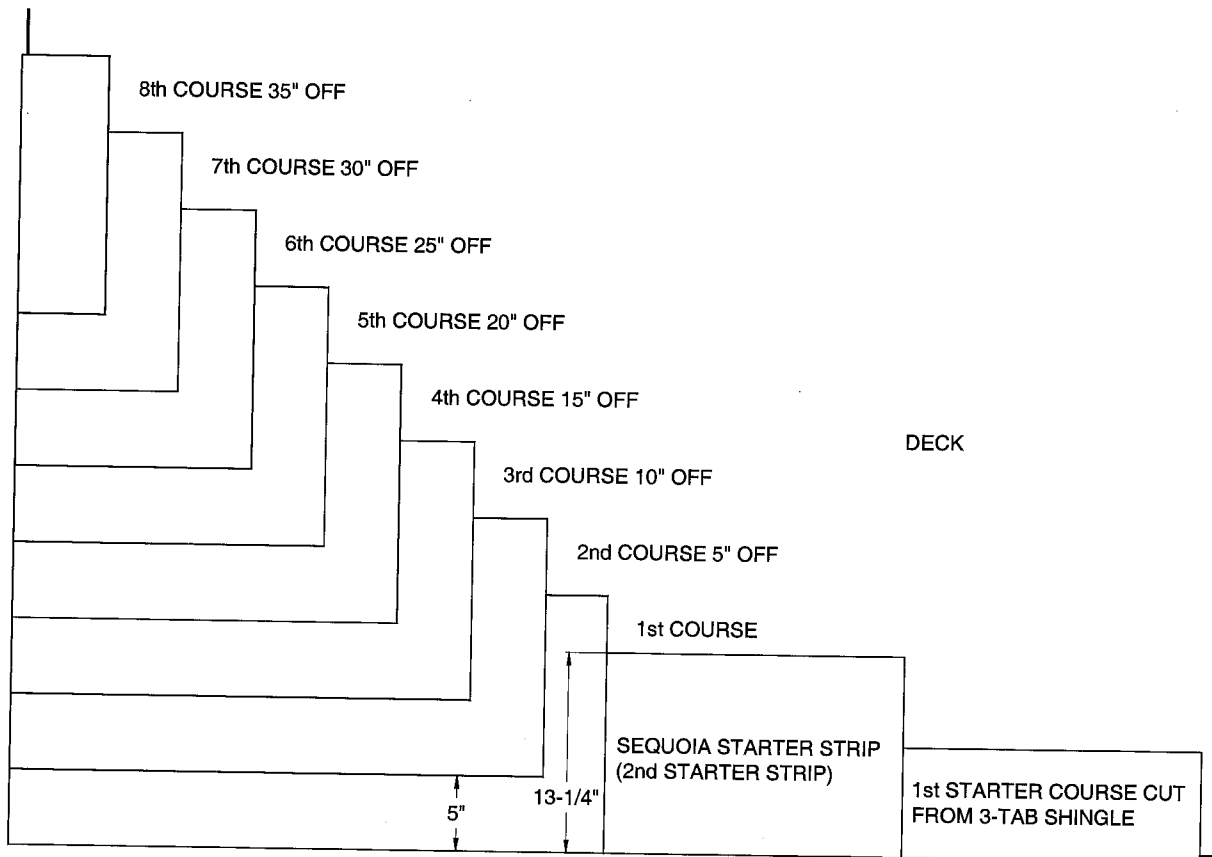 8th COURSE 35" OFF
7th COURSE 30" OFF
6th COURSE 25" OFF
5th COURSE 20" OFF
4th COURSE 15" OFF
DECK
3rd COURSE 10" OFF
2nd COURSE 5" OFF
1st COURSE
SEQUOIA STARTER STRIP
(2nd STARTER STRIP)
1st STARTER COURSE CUT
FROM 3-TAB SHINGLE
13-1/4"
5"